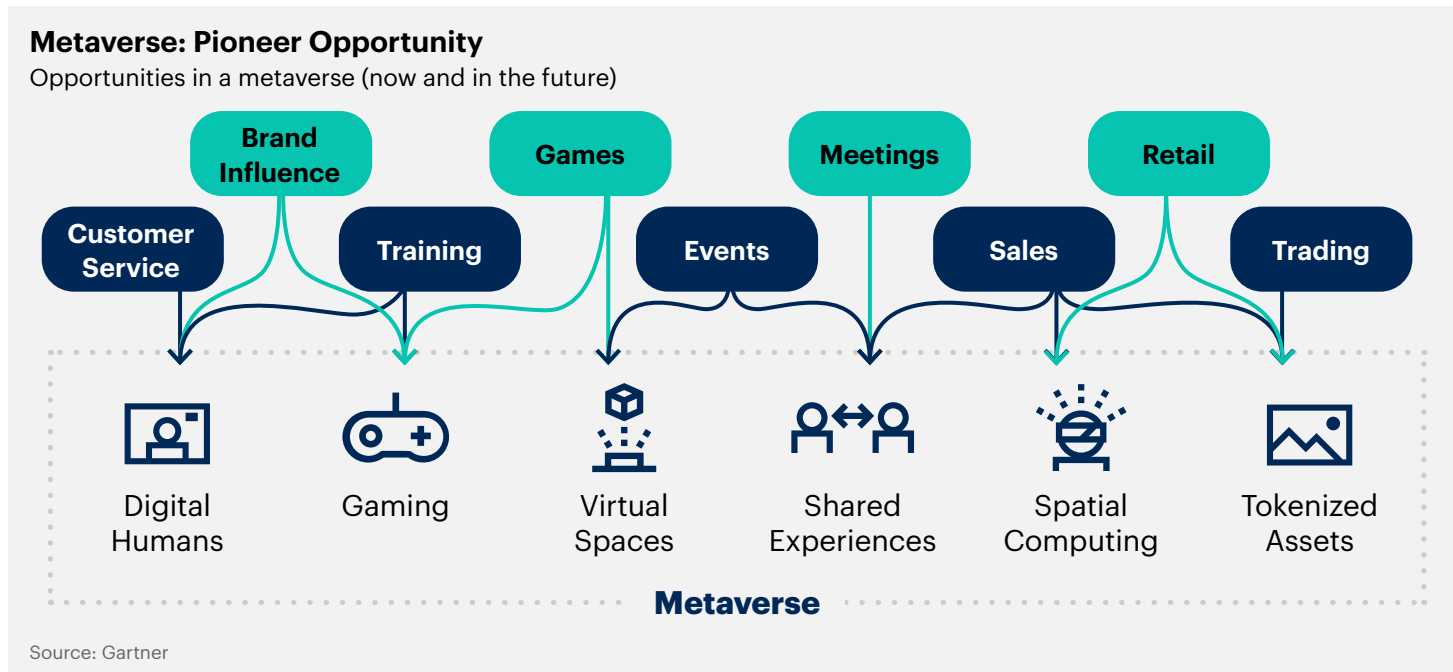 Metaverse: Pioneer Opportunity
Opportunities in a metaverse (now and in the future)
Brand
Influence
Games
Meetings
Retail
Customer
Service
Training
Events
Sales
Trading
Digital
Humans
Gaming
Virtual
Spaces
Shared
Experiences
Spatial
Computing
Tokenized
Assets
Metaverse
Source: Gartner